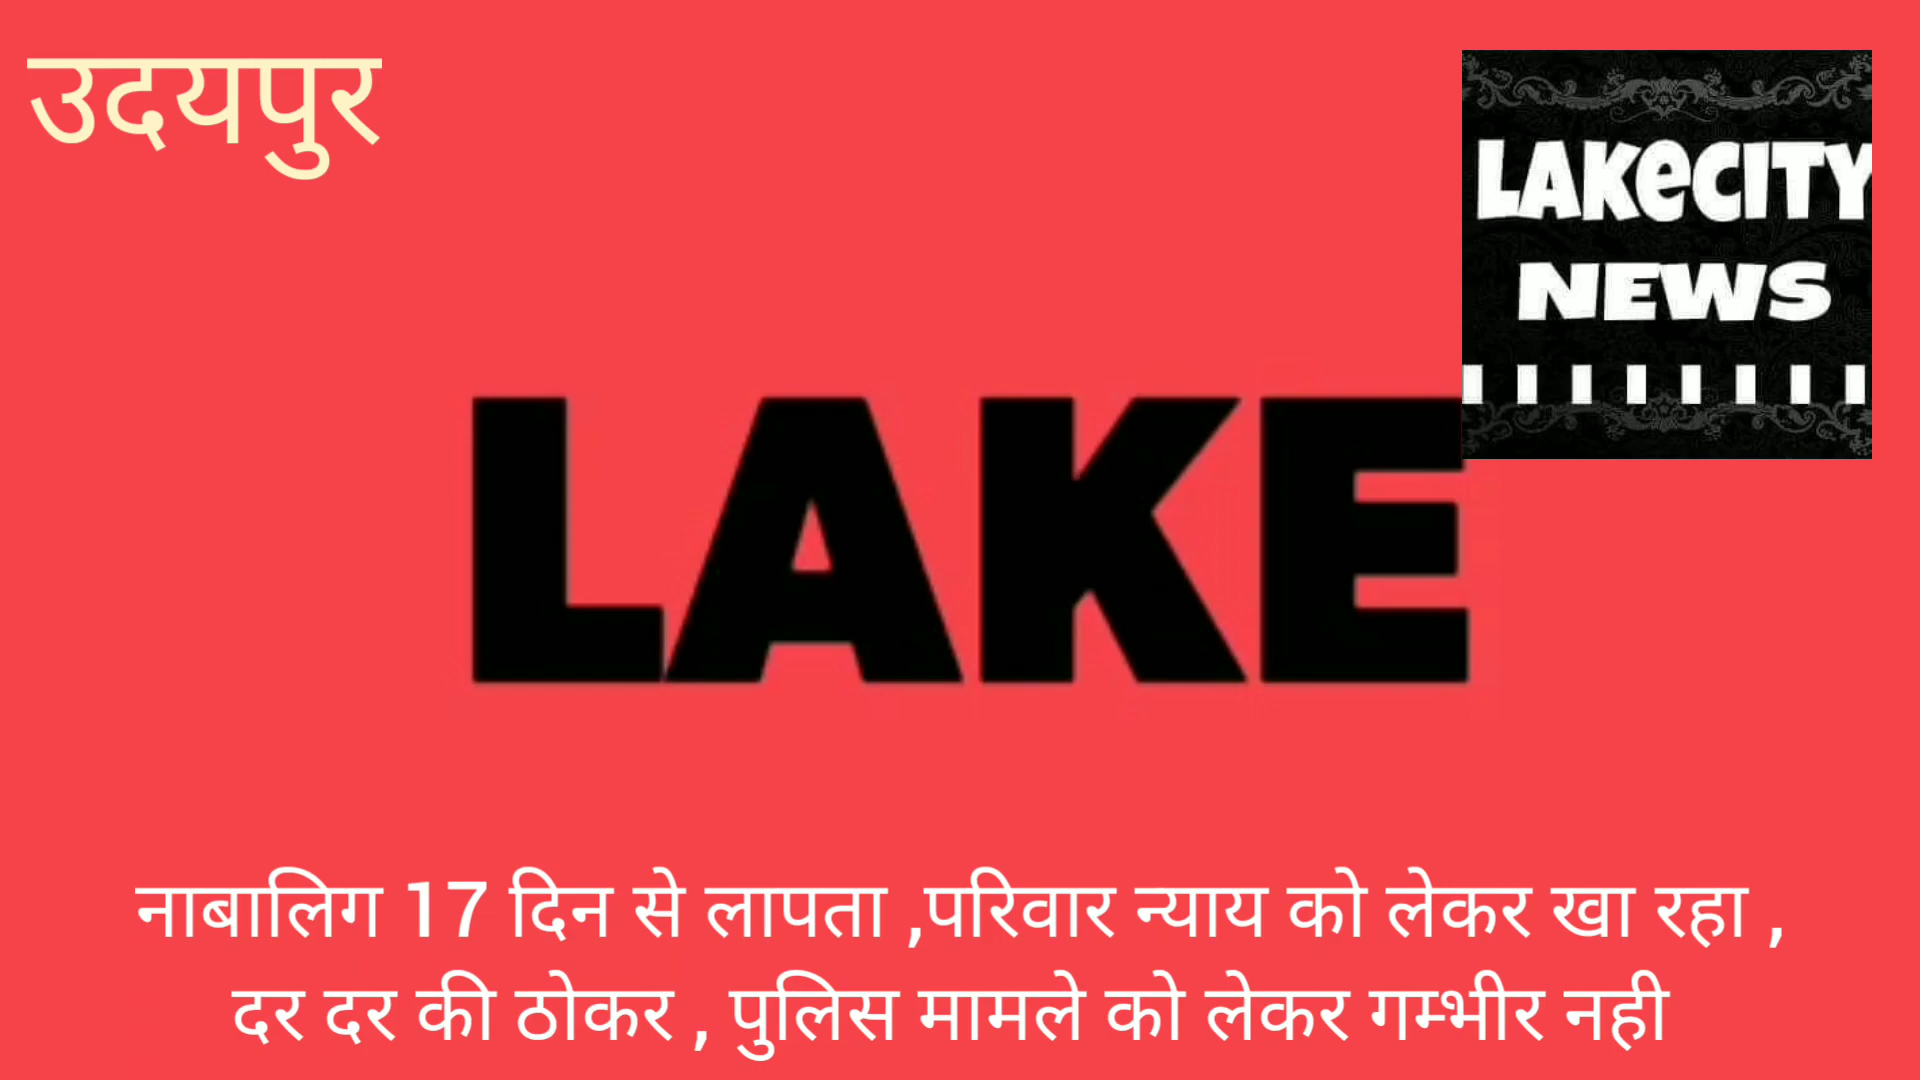 उदयपुर
LAKECITY
NEWS
LAKE
नाबालिग 17 दिन से लापता ,परिवार न्याय को लेकर खा रहा ,
दर दर की ठोकर , पुलिस मामले को लेकर गम्भीर नही